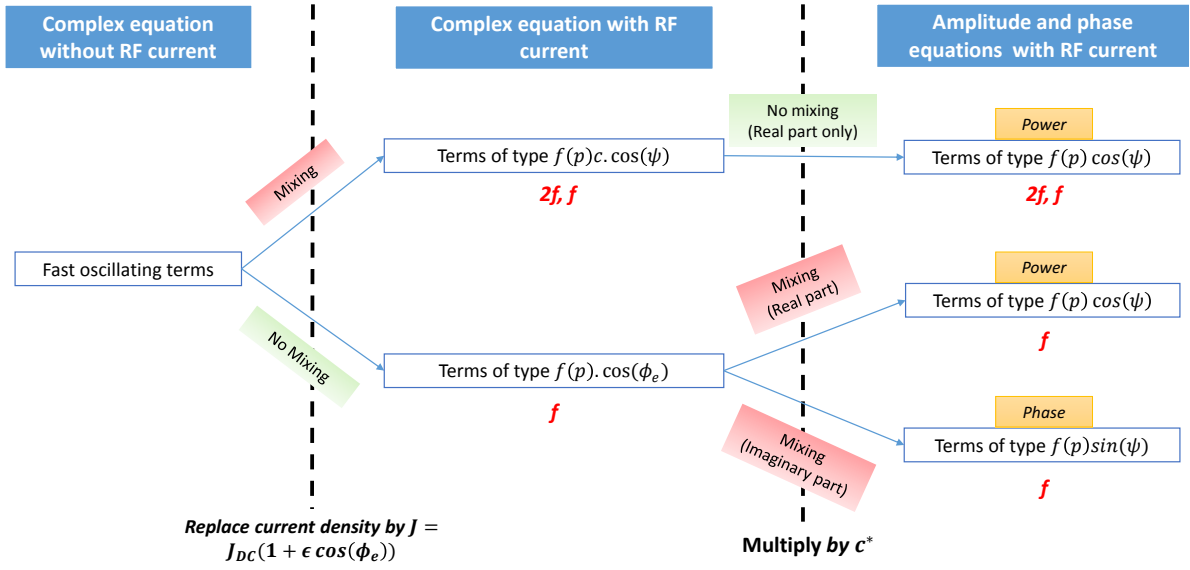 Complex equation
without RF current
Complex equation with RF
current
Amplitude and phase
equations with RF current
No mixing
(Real part only)
Power
Mixing
Terms of type f(p)c.cos(ψ)
Terms of type f(p) cos(ψ)
2f, f
2f, f
Fast oscillating terms
Mixing
(Real part)
Power
Terms of type f(p) cos(ψ)
f
No Mixing
Terms of type f(p).cos(ϕₑ)
f
Mixing
(Imaginary part)
Phase
Terms of type f(p)sin(ψ)
f
Replace current density by J =
J_DC(1 + ϵ cos(ϕₑ))
Multiply by c*